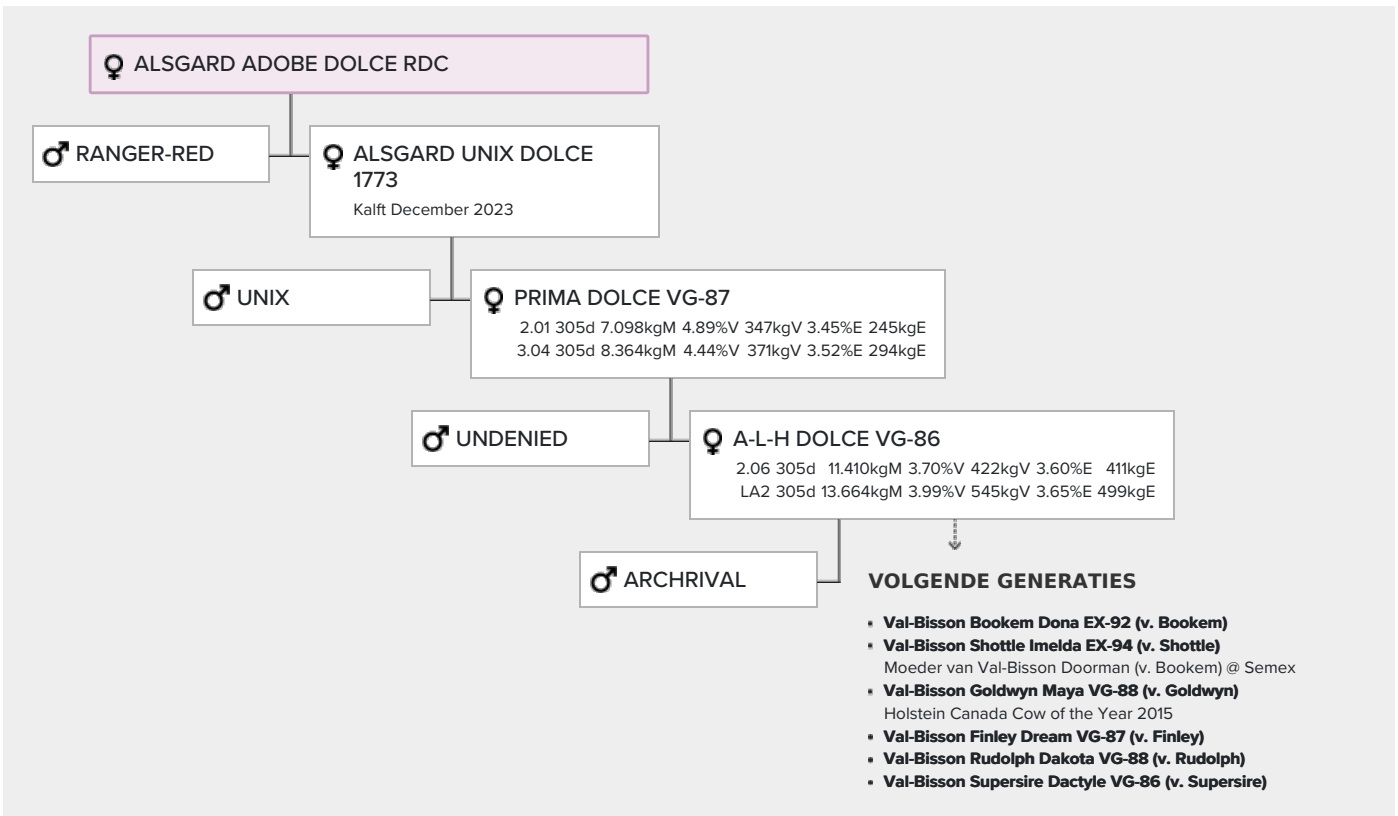 ALSGARD ADOBE DOLCE RDC
RANGER-RED
ALSGARD UNIX DOLCE
1773
Kalft December 2023
UNIX
PRIMA DOLCE VG-87
2.01 305d 7.098kgM 4.89%V 347kgV 3.45%E 245kgE
3.04 305d 8.364kgM 4.44%V 371kgV 3.52%E 294kgE
UNDENIED
A-L-H DOLCE VG-86
2.06 305d 11.410kgM 3.70%V 422kgV 3.60%E 411kgE
LA2 305d 13.664kgM 3.99%V 545kgV 3.65%E 499kgE
ARCHRIVAL
VOLGENDE GENERATIES
Val-Bisson Bookem Dona EX-92 (v. Bookem)
Val-Bisson Shottle Imelda EX-94 (v. Shottle)
Moeder van Val-Bisson Doorman (v. Bookem) @ Semex
Val-Bisson Goldwyn Maya VG-88 (v. Goldwyn)
Holstein Canada Cow of the Year 2015
Val-Bisson Finley Dream VG-87 (v. Finley)
Val-Bisson Rudolph Dakota VG-88 (v. Rudolph)
Val-Bisson Supersire Dactyle VG-86 (v. Supersire)